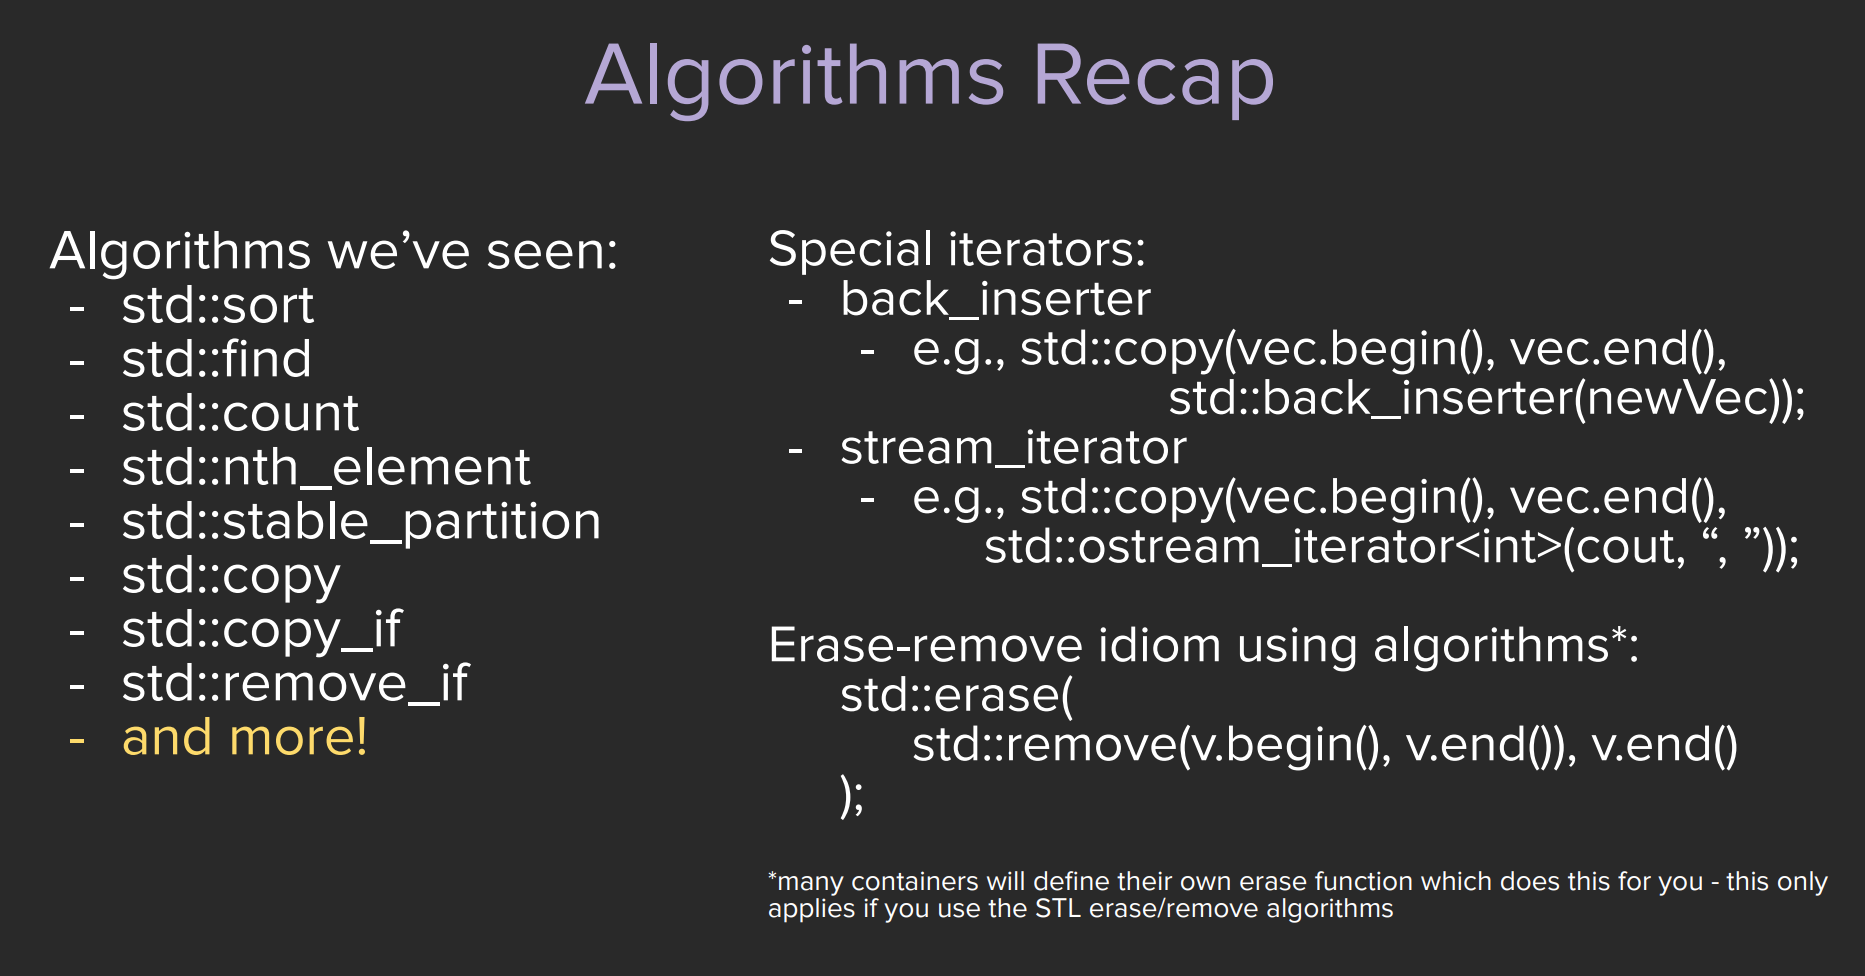 Algorithms Recap
Algorithms we’ve seen:
- std::sort
- std::find
- std::count
- std::nth_element
- std::stable_partition
- std::copy
- std::copy_if
- std::remove_if
- and more!
Special iterators:
- back_inserter
- e.g., std::copy(vec.begin(), vec.end(),
std::back_inserter(newVec));
- stream_iterator
- e.g., std::copy(vec.begin(), vec.end(),
std::ostream_iterator<int>(cout, “, ”));
Erase-remove idiom using algorithms*:
std::erase(
std::remove(v.begin(), v.end()), v.end()
);
*many containers will define their own erase function which does this for you - this only
applies if you use the STL erase/remove algorithms